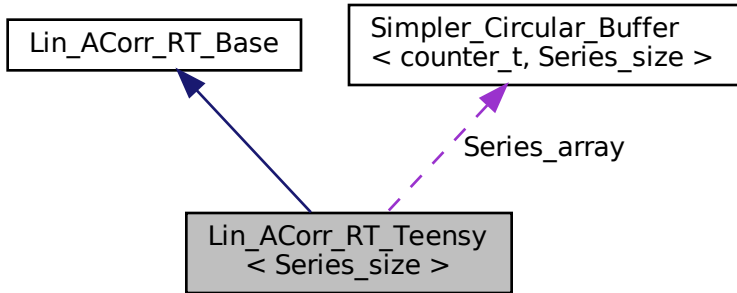 Lin_ACorr_RT_Base
Simpler_Circular_Buffer
< counter_t, Series_size >
Series_array
Lin_ACorr_RT_Teensy
< Series_size >